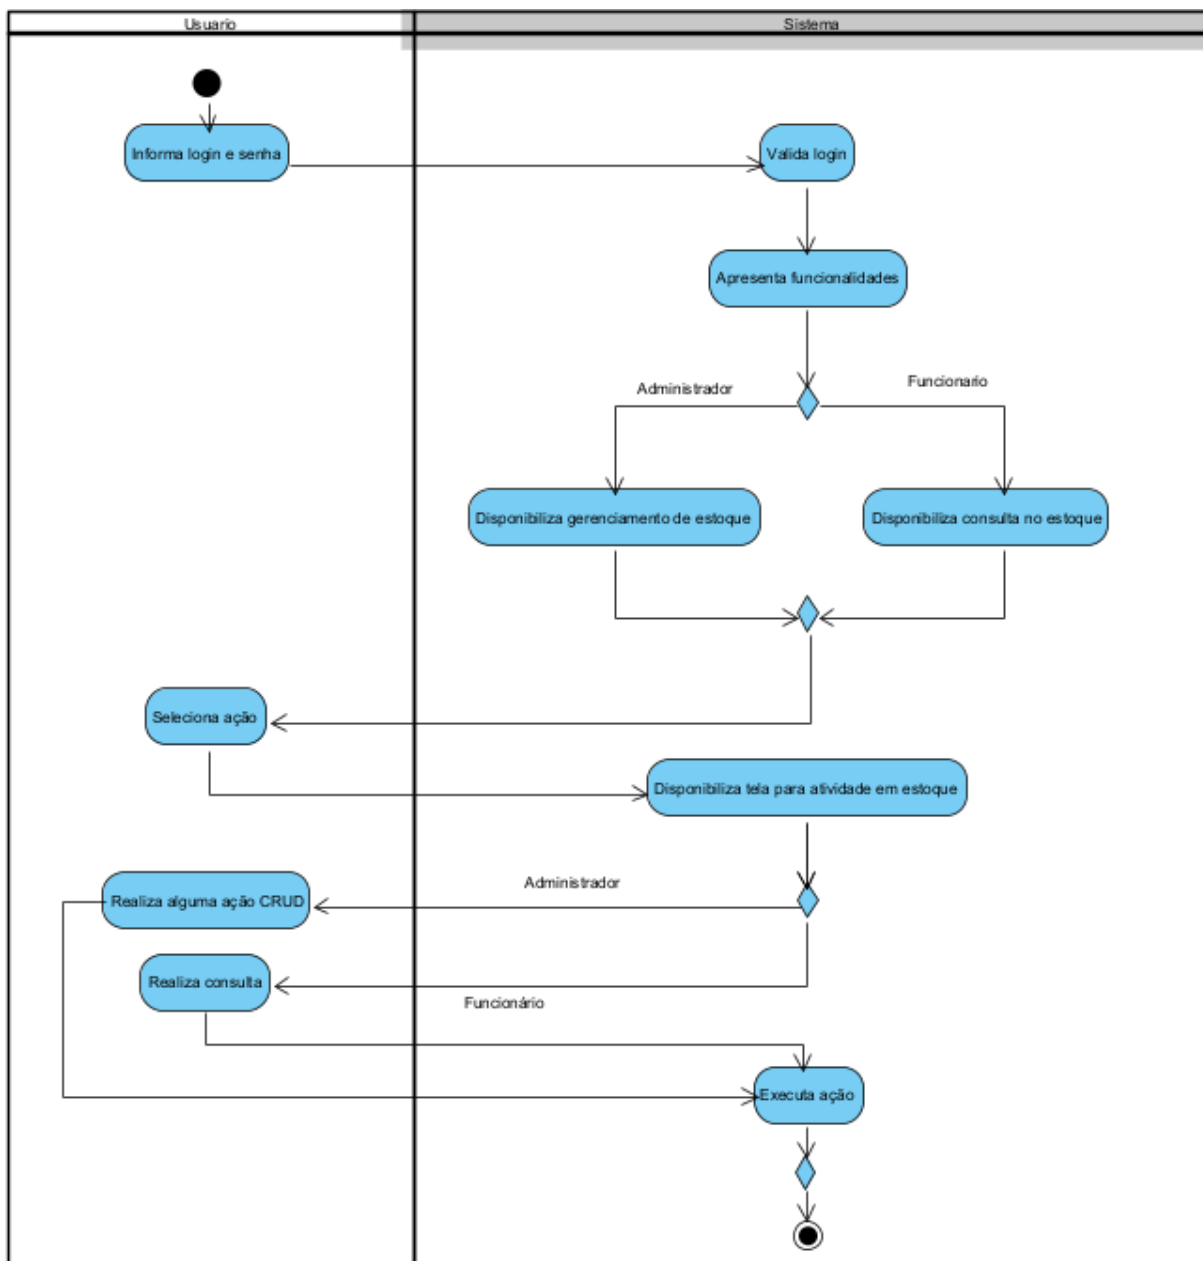 Usuario
Sistema
Informa login e senha
Valida login
Apresenta funcionalidades
Administrador
Funcionario
Disponibiliza gerenciamento de estoque
Disponibiliza consulta no estoque
Seleciona ação
Disponibiliza tela para atividade em estoque
Administrador
Realiza alguma ação CRUD
Realiza consulta
Funcionário
Executa ação